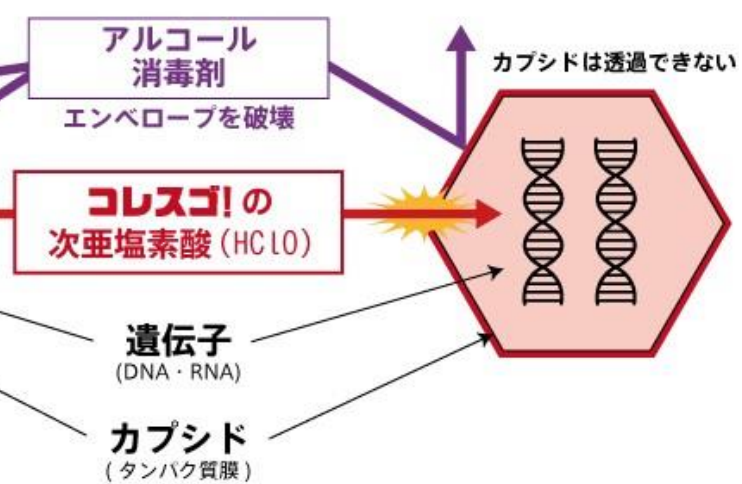 アルコール
消毒剤
エンベロープを破壊
カプシドは透過できない
コレスゴ!の
次亜塩素酸(HClO)
遺伝子
(DNA・RNA)
カプシド
(タンパク質膜)